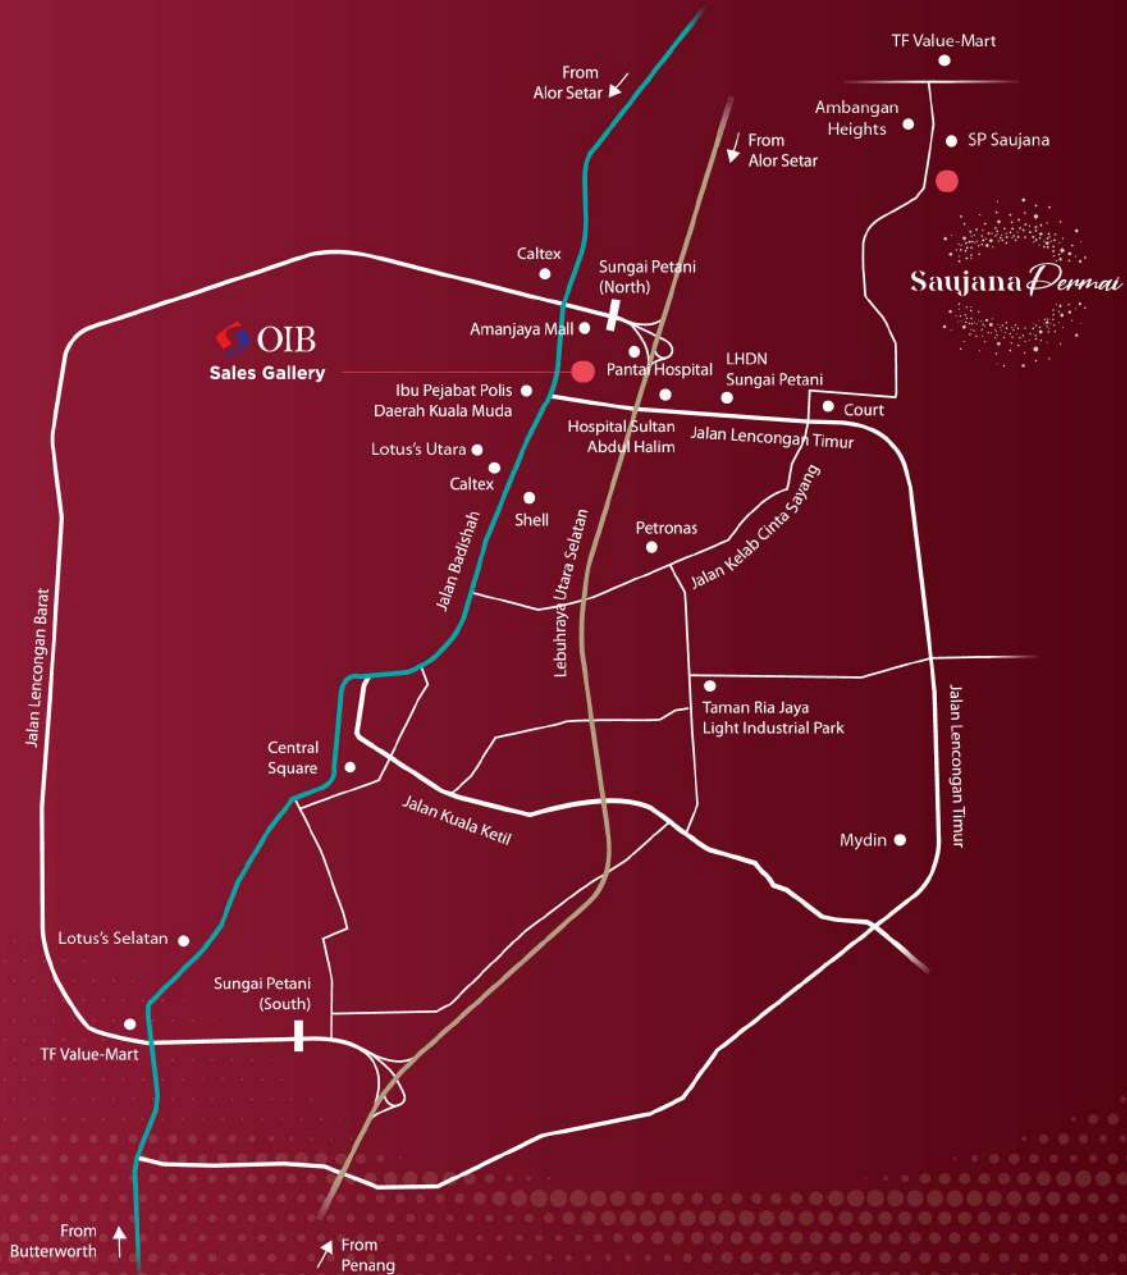 TF Value-Mart
From
Alor Setar
Ambangan
Heights
SP Saujana
From
Alor Setar
Saujana Permai
Caltex
Sungai Petani
(North)
Amanjaya Mall
OIB
Sales Gallery
Pantai Hospital
LHDN
Sungai Petani
Ibu Pejabat Polis
Daerah Kuala Muda
Court
Hospital Sultan
Abdul Halim
Jalan Lencongan Timur
Lotus's Utara
Caltex
Shell
Jalan Badishah
Lebuhraya Utara Selatan
Petronas
Jalan Kelab Cinta Sayang
Jalan Lencongan Barat
Taman Ria Jaya
Light Industrial Park
Jalan Lencongan Timur
Central
Square
Jalan Kuala Ketil
Mydin
Lotus's Selatan
Sungai Petani
(South)
TF Value-Mart
From
Butterworth
From
Penang